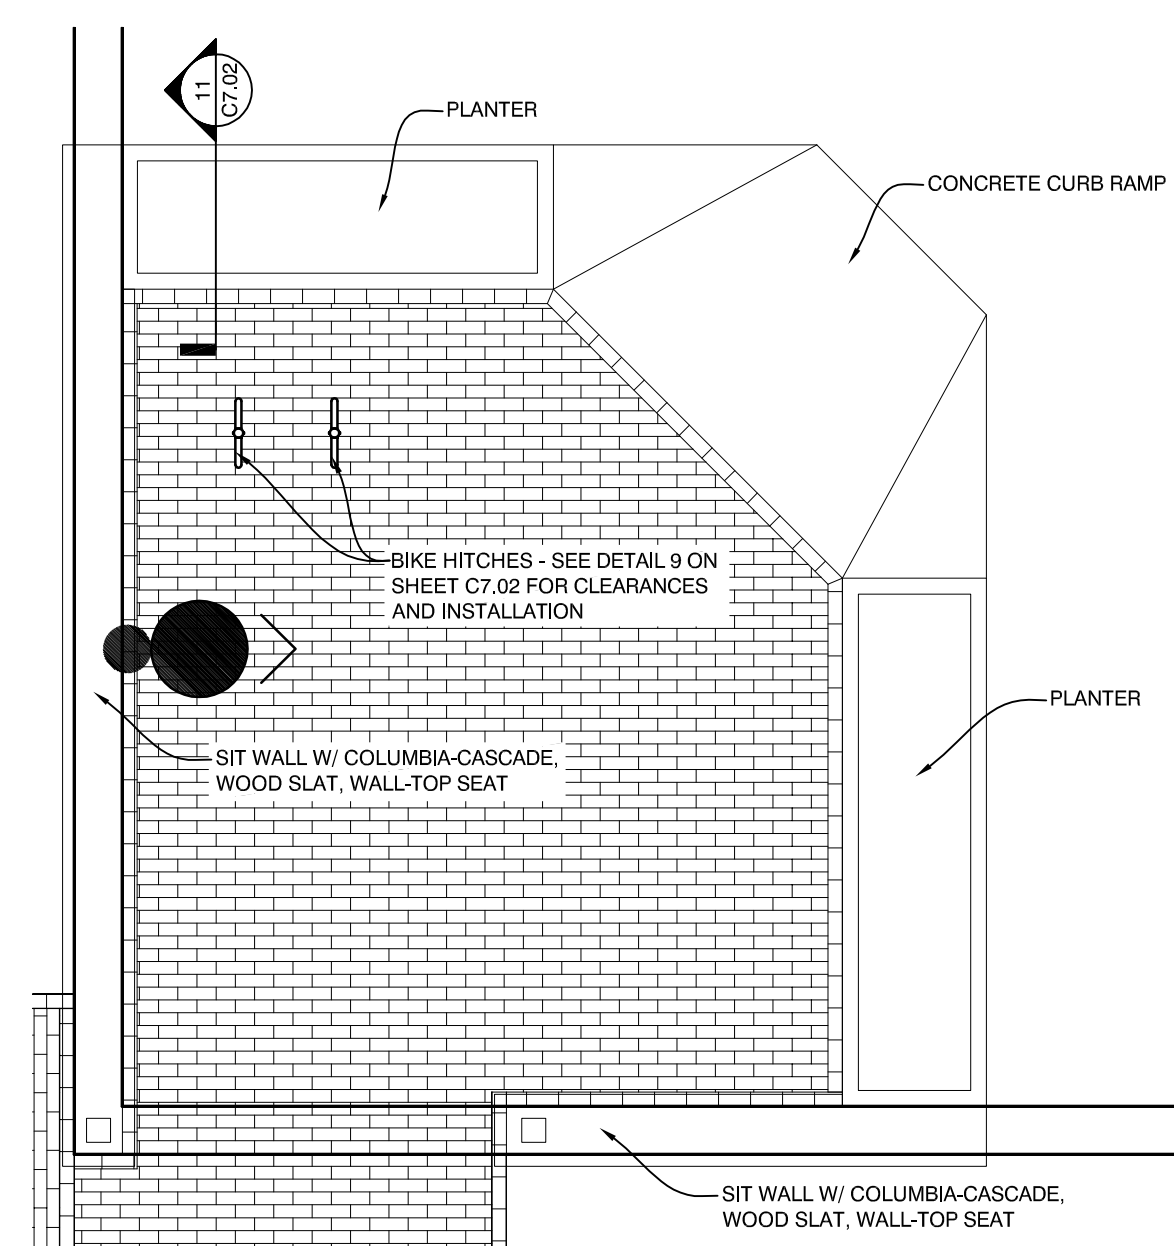 11
C7.02
PLANTER
CONCRETE CURB RAMP
BIKE HITCHES - SEE DETAIL 9 ON
SHEET C7.02 FOR CLEARANCES
AND INSTALLATION
PLANTER
SIT WALL W/ COLUMBIA-CASCADE,
WOOD SLAT, WALL-TOP SEAT
SIT WALL W/ COLUMBIA-CASCADE,
WOOD SLAT, WALL-TOP SEAT